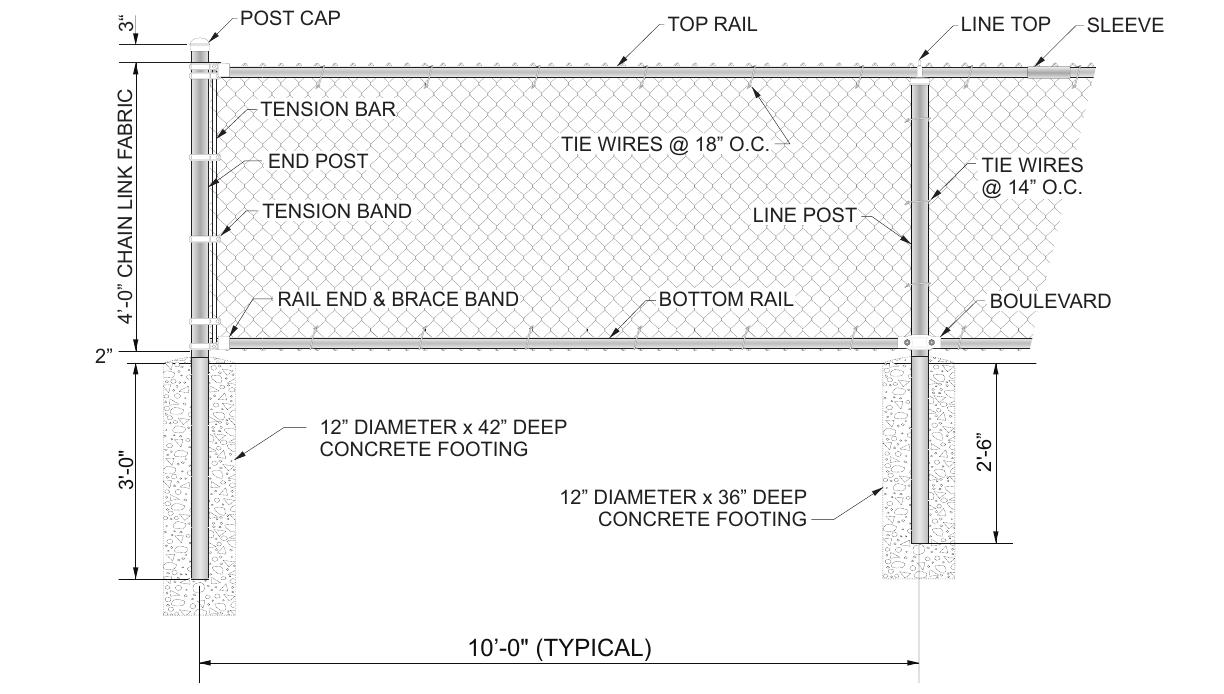 3“
POST CAP
TOP RAIL
LINE TOP
SLEEVE
4’-0” CHAIN LINK FABRIC
TENSION BAR
TIE WIRES @ 18” O.C.
END POST
TIE WIRES
@ 14” O.C.
TENSION BAND
LINE POST
RAIL END & BRACE BAND
BOTTOM RAIL
BOULEVARD
2”
12” DIAMETER x 42” DEEP
CONCRETE FOOTING
3'-0"
2'-6”
12” DIAMETER x 36” DEEP
CONCRETE FOOTING
10’-0" (TYPICAL)